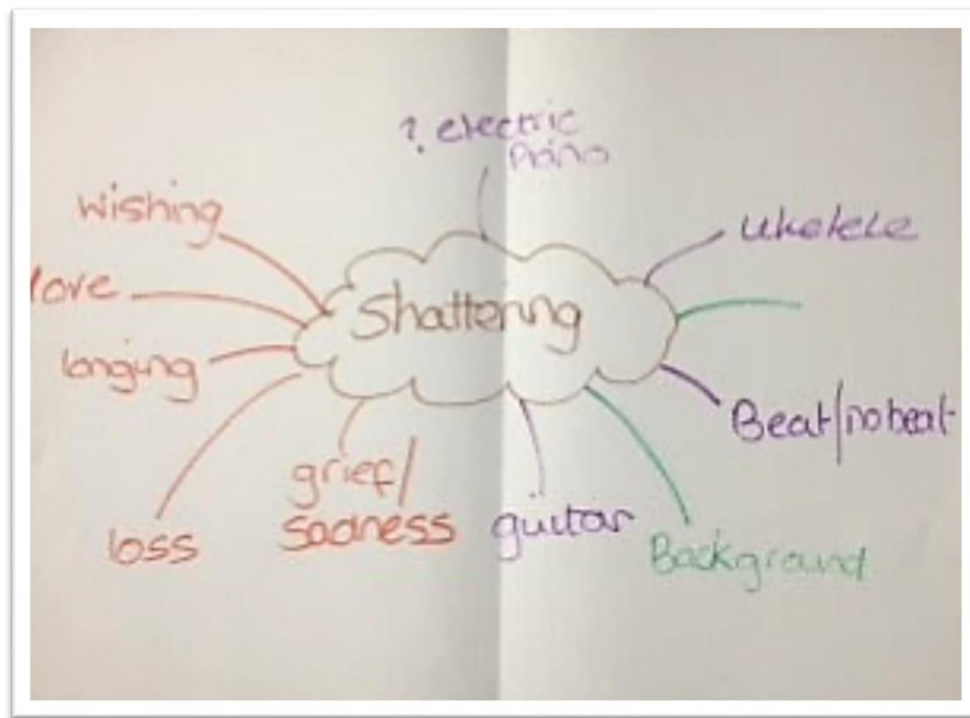 ? electric
Piano
wishing
ukelele
love
Shattering
longing
Beat/no beat
grief/
sadness
guitar
loss
Background